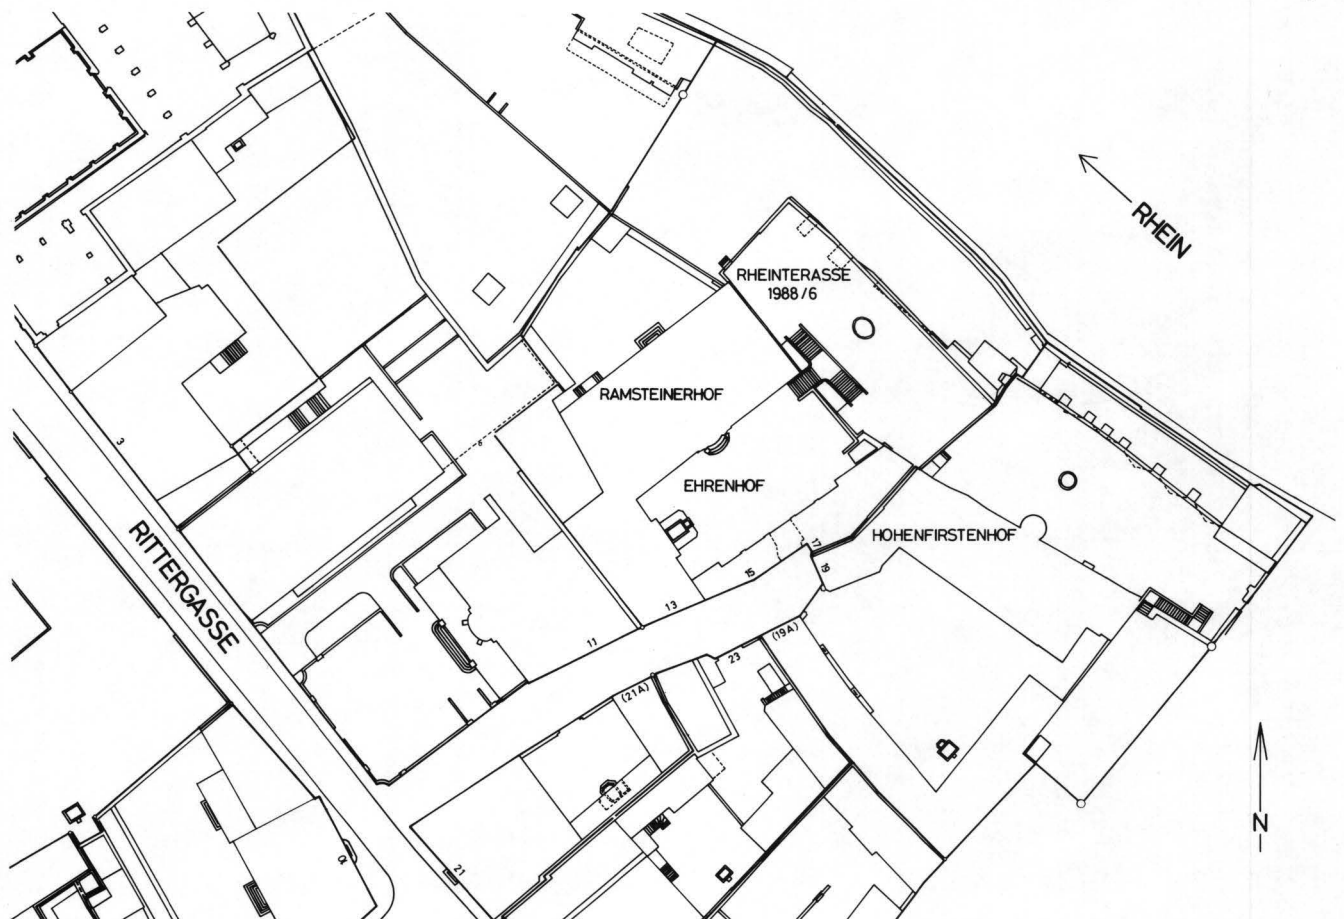 RHEIN
RHEINTERASSE
1988/6
RAMSTEINERHOF
EHRENHOF
HOHENFIRSTENHOF
RITTERGASSE
3
17
19
15
13
11
(19A)
23
(21A)
21
N